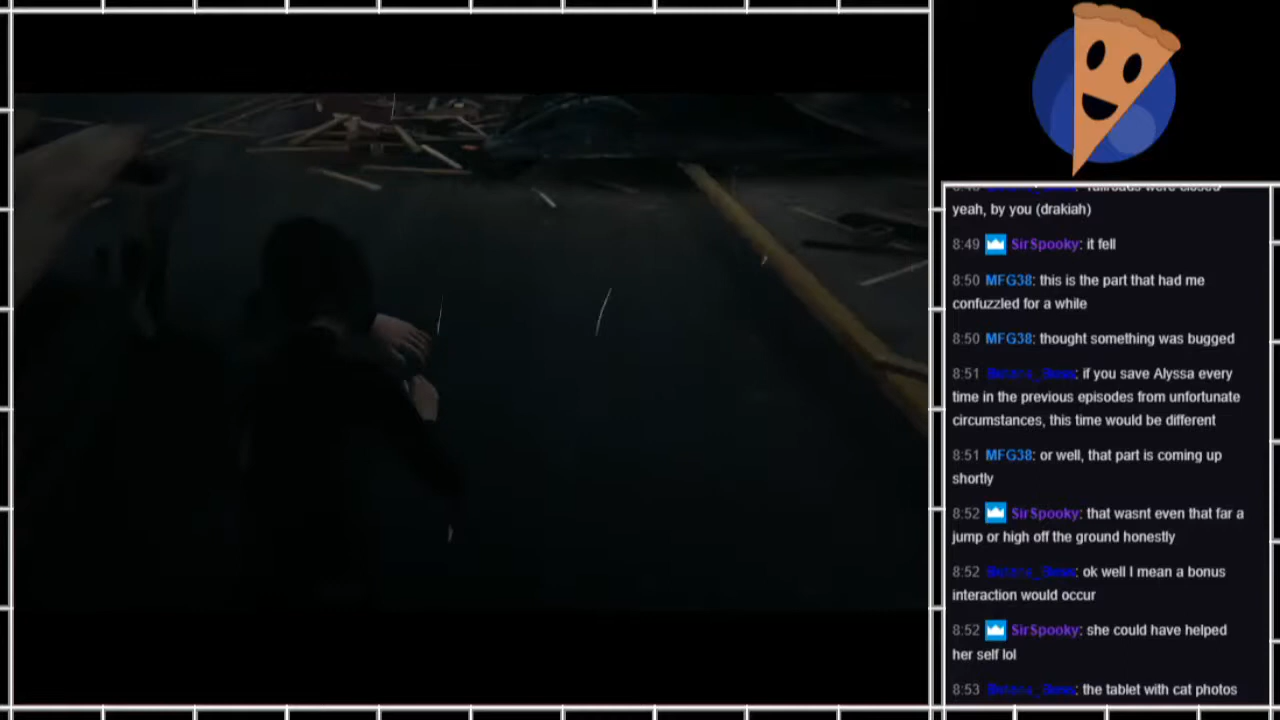 yeah, by you (drakiah)
8:49 SirSpooky: it fell
8:50 MFG38: this is the part that had me
confuzzled for a while
8:50 MFG38: thought something was bugged
8:51 : if you save Alyssa every
time in the previous episodes from unfortunate
circumstances, this time would be different
8:51 MFG38: or well, that part is coming up
shortly
8:52 SirSpooky: that wasnt even that far a
jump or high off the ground honestly
8:52 : ok well I mean a bonus
interaction would occur
8:52 SirSpooky: she could have helped
her self lol
8:53 : the tablet with cat photos